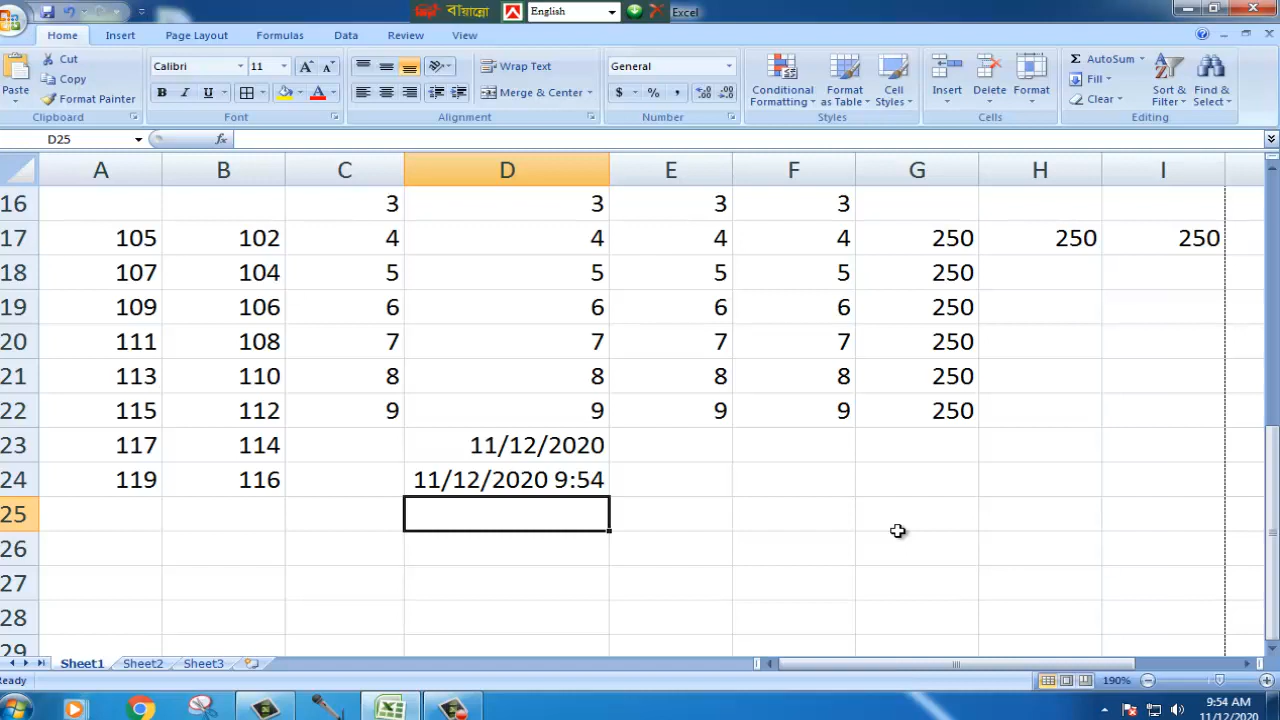 বায়ান্নো English Excel
Home Insert Page Layout Formulas Data Review View
Paste Cut Copy Format Painter Calibri 11 B I U Wrap Text Merge & Center General $ % , Conditional Formatting Format as Table Cell Styles Insert Delete Format Σ AutoSum Fill Clear Sort & Filter Find & Select
Clipboard Font Alignment Number Styles Cells Editing
D25 fx
A B C D E F G H I
16 3 3 3 3
17 105 102 4 4 4 4 250 250 250
18 107 104 5 5 5 5 250
19 109 106 6 6 6 6 250
20 111 108 7 7 7 7 250
21 113 110 8 8 8 8 250
22 115 112 9 9 9 9 250
23 117 114 11/12/2020
24 119 116 11/12/2020 9:54
25
26
27
28
29
Sheet1 Sheet2 Sheet3
Ready 190%
9:54 AM
11/12/2020